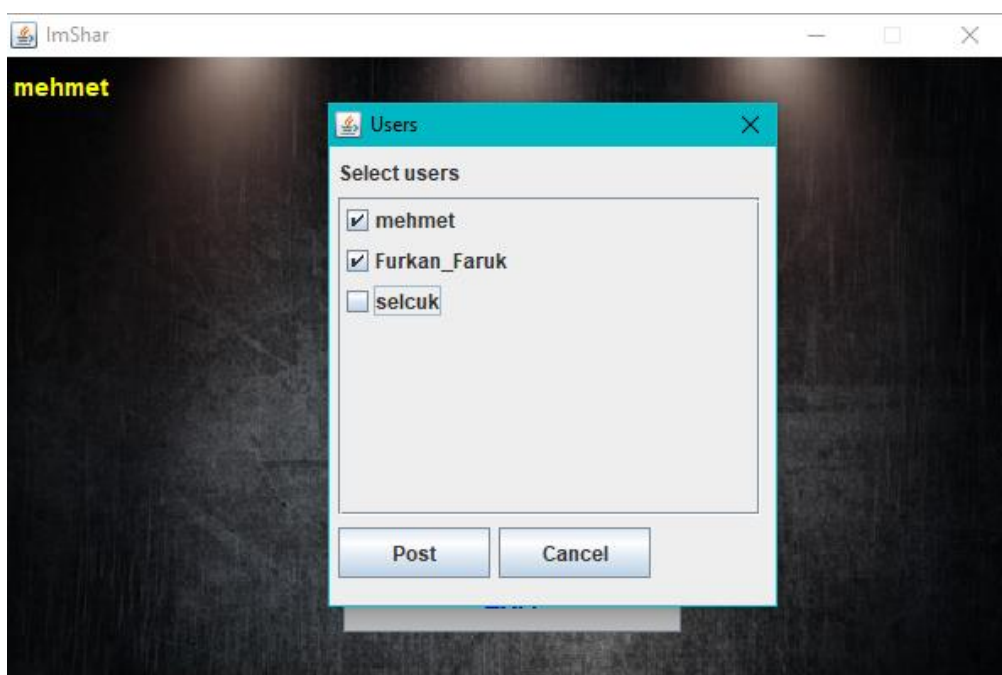 ImShar
mehmet
Users
Select users
mehmet
Furkan_Faruk
selcuk
Post
Cancel